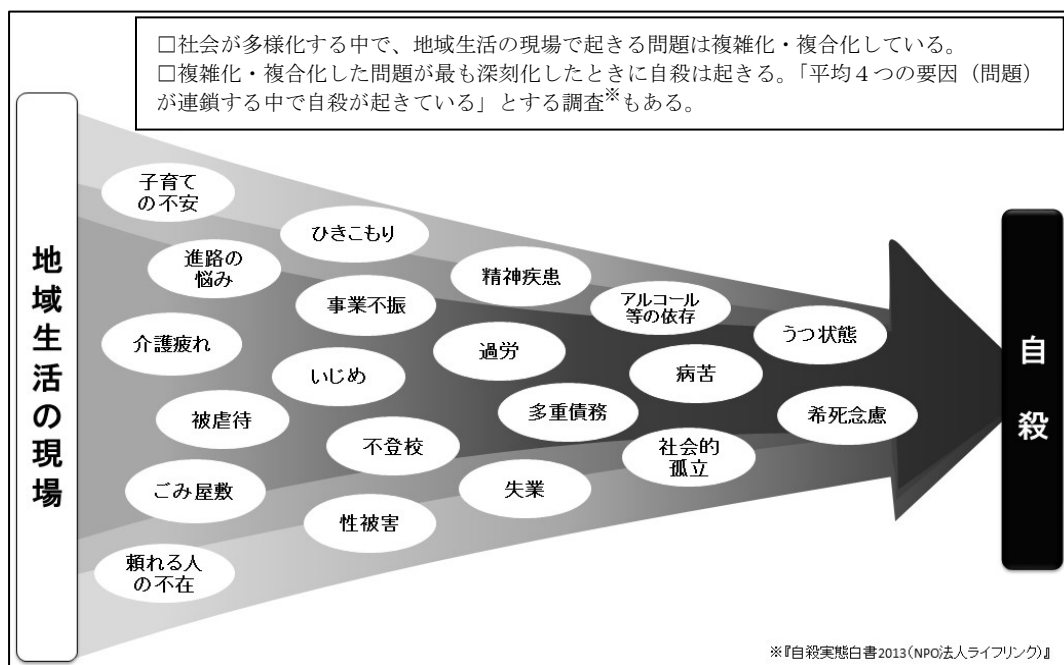 □社会が多様化する中で、地域生活の現場で起きる問題は複雑化・複合化している。
□複雑化・複合化した問題が最も深刻化したときに自殺は起きる。「平均４つの要因（問題）
が連鎖する中で自殺が起きている」とする調査※もある。
地域生活の現場
子育て
の不安
進路の
悩み
介護疲れ
被虐待
ごみ屋敷
頼れる人
の不在
ひきこもり
事業不振
いじめ
不登校
性被害
精神疾患
過労
多重債務
失業
アルコール
等の依存
病苦
社会的
孤立
うつ状態
希死念慮
自殺
※『自殺実態白書2013(NPO法人ライフリンク)』